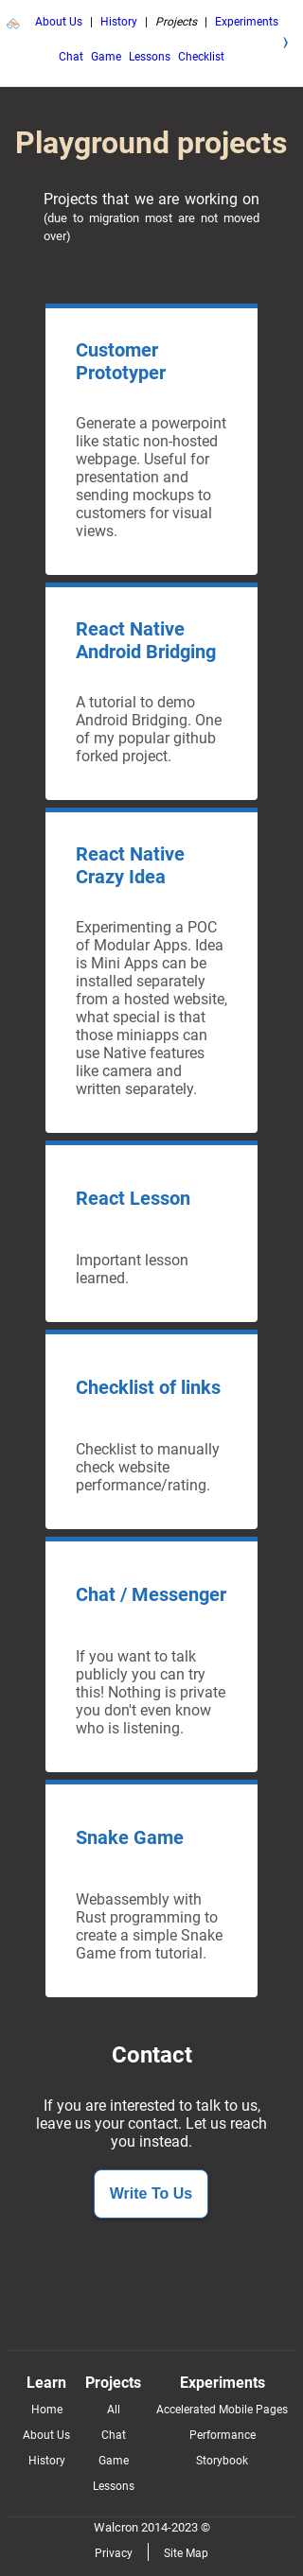 About Us | History | Projects | Experiments
Chat Game Lessons Checklist
Playground projects
Projects that we are working on
(due to migration most are not moved
over)
Customer
Prototyper
Generate a powerpoint
like static non-hosted
webpage. Useful for
presentation and
sending mockups to
customers for visual
views.
React Native
Android Bridging
A tutorial to demo
Android Bridging. One
of my popular github
forked project.
React Native
Crazy Idea
Experimenting a POC
of Modular Apps. Idea
is Mini Apps can be
installed separately
from a hosted website,
what special is that
those miniapps can
use Native features
like camera and
written separately.
React Lesson
Important lesson
learned.
Checklist of links
Checklist to manually
check website
performance/rating.
Chat / Messenger
If you want to talk
publicly you can try
this! Nothing is private
you don't even know
who is listening.
Snake Game
Webassembly with
Rust programming to
create a simple Snake
Game from tutorial.
Contact
If you are interested to talk to us,
leave us your contact. Let us reach
you instead.
Write To Us
Learn
Home
About Us
History
Projects
All
Chat
Game
Lessons
Experiments
Accelerated Mobile Pages
Performance
Storybook
Walcron 2014-2023 ©
Privacy | Site Map